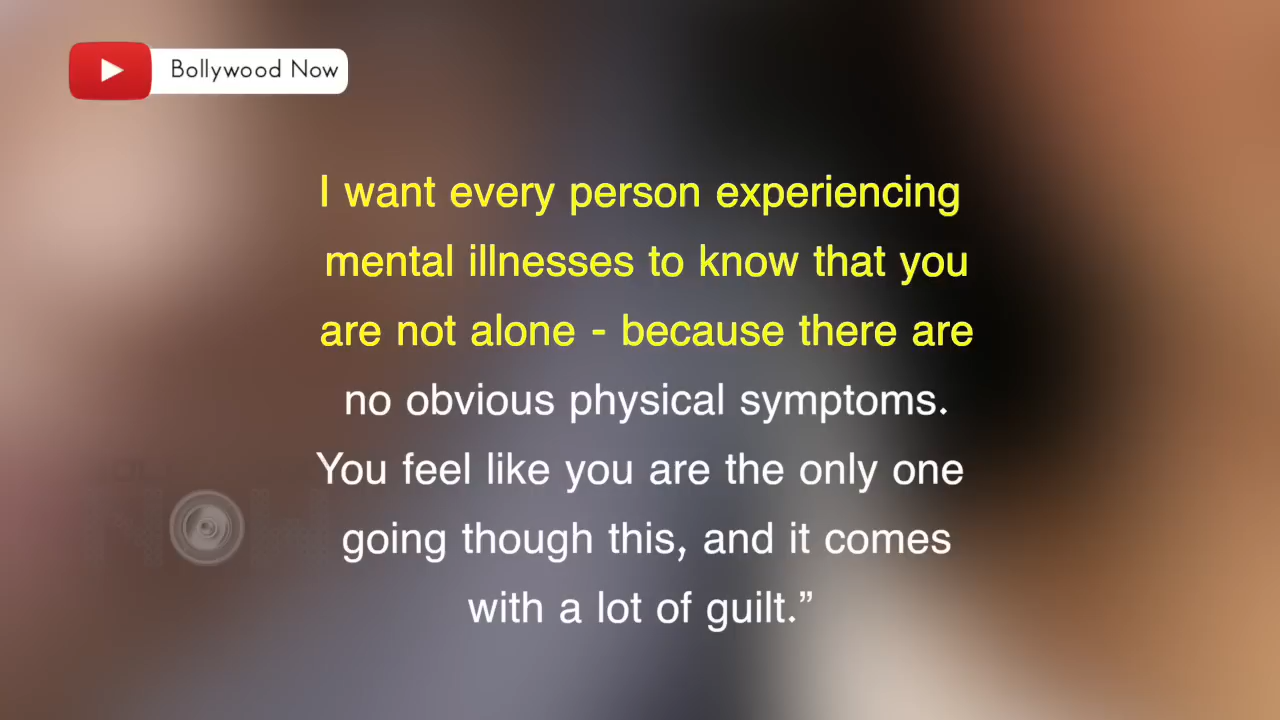 Bollywood Now
I want every person experiencing
mental illnesses to know that you
are not alone - because there are
no obvious physical symptoms.
You feel like you are the only one
going though this, and it comes
with a lot of guilt.”